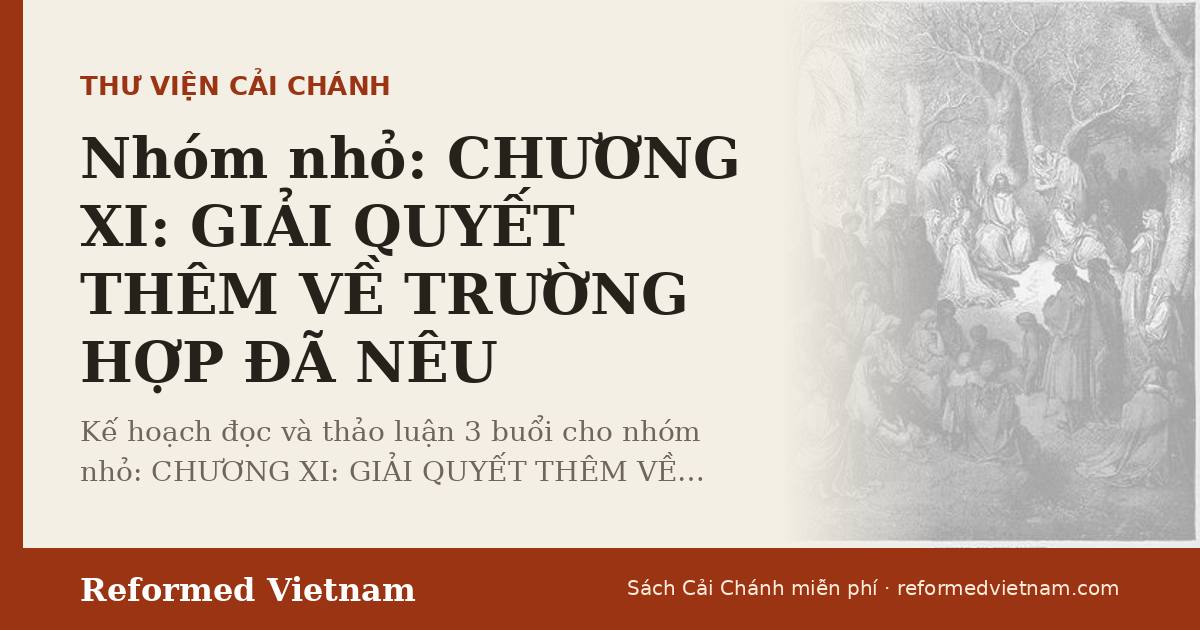 THƯ VIỆN CẢI CHÁNH
Nhóm nhỏ: CHƯƠNG
XI: GIẢI QUYẾT
THÊM VỀ TRƯỜNG
HỢP ĐÃ NÊU
Kế hoạch đọc và thảo luận 3 buổi cho nhóm
nhỏ: CHƯƠNG XI: GIẢI QUYẾT THÊM VỀ...
Reformed Vietnam
Sách Cải Chánh miễn phí · reformedvietnam.com